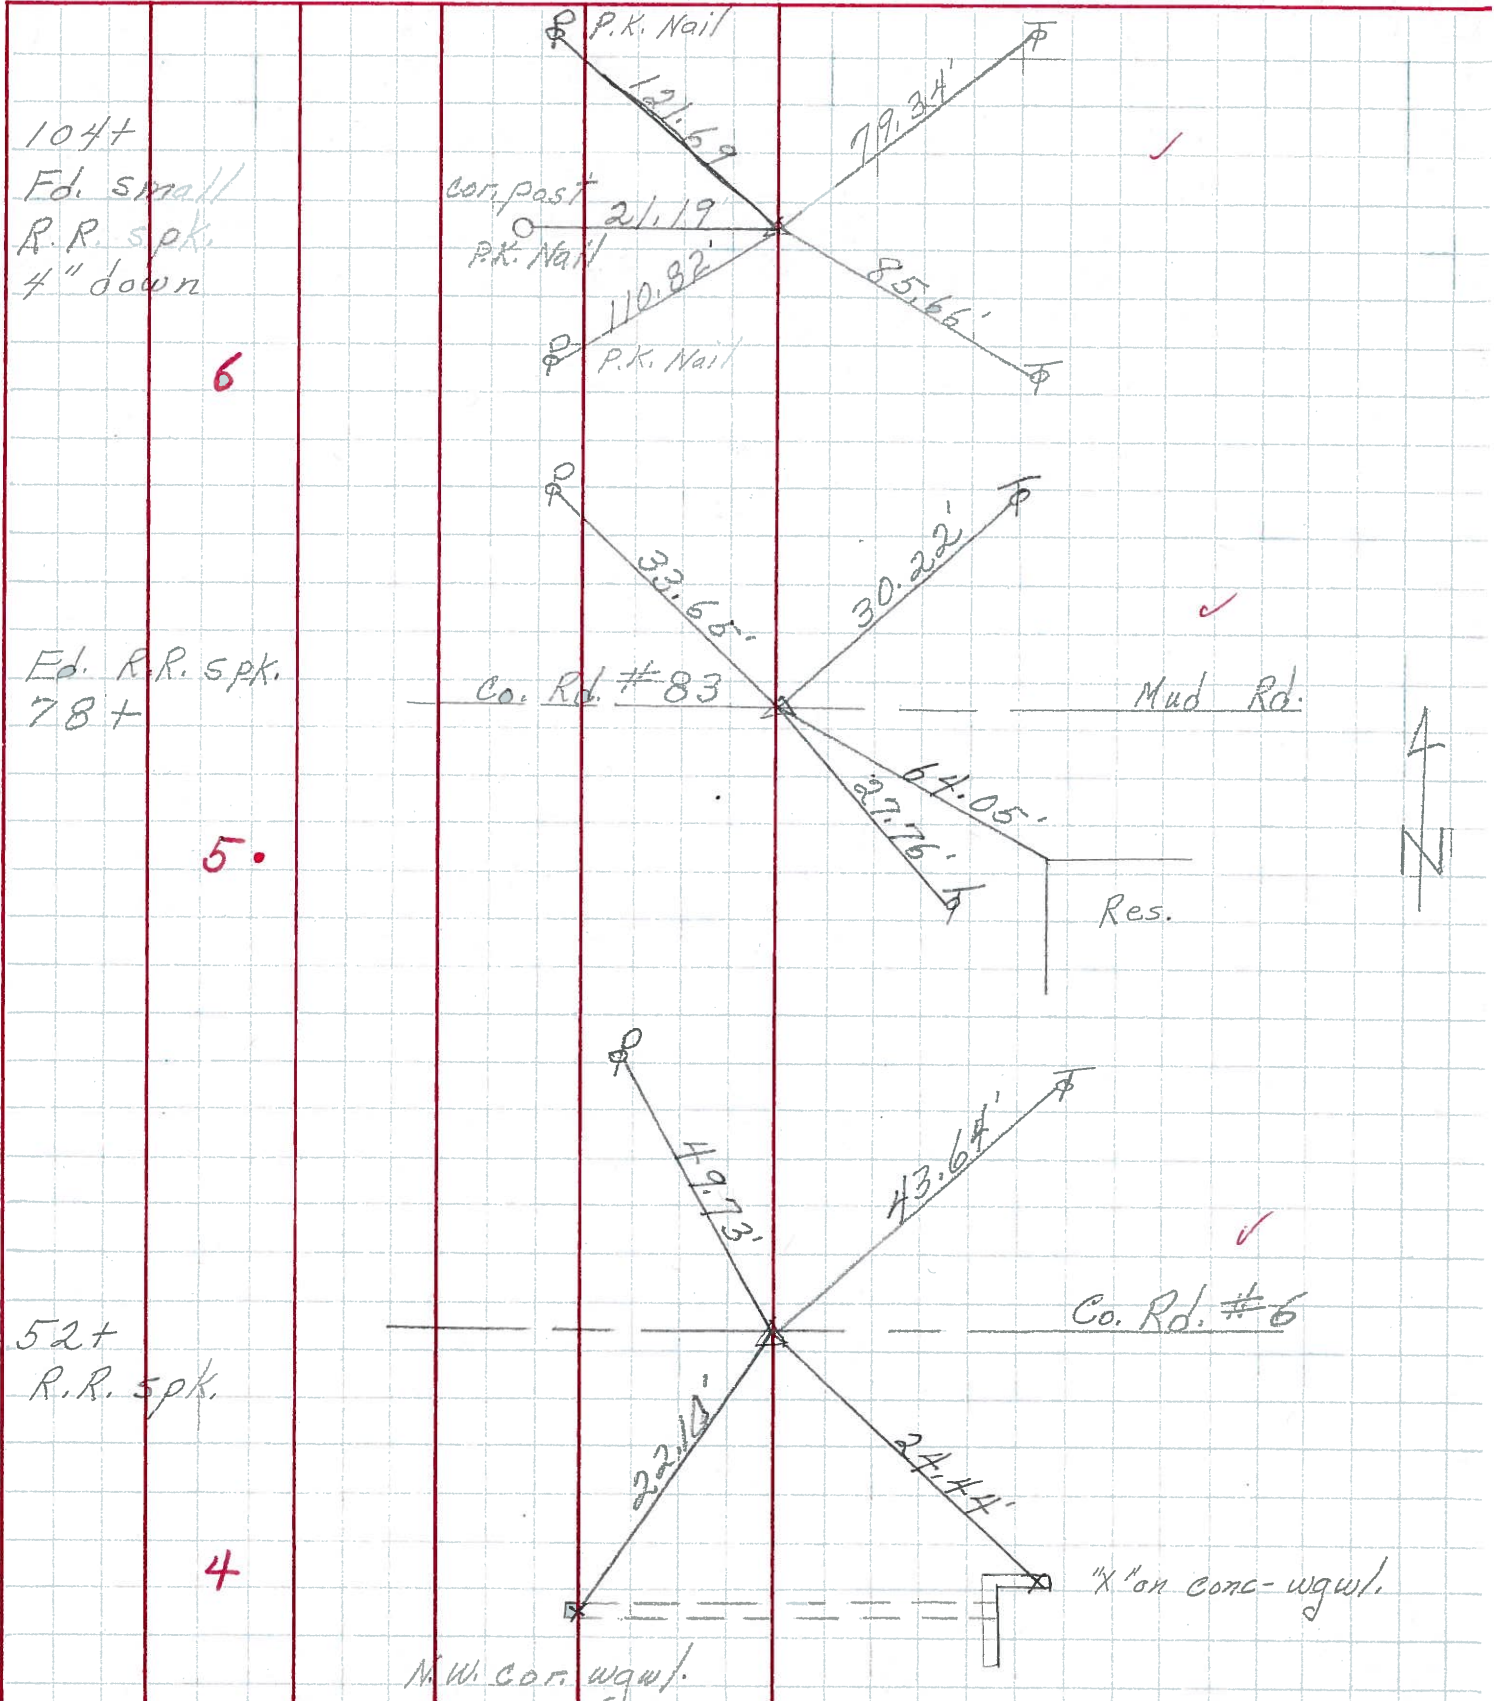 P.K. Nail
121.69
79.34'
104+
Fd. small
R.R. spk.
4" down
cor. post
21.19'
P.K. Nail
110.82'
85.66'
P.K. Nail
6
33.65'
30.22'
Fd. R.R. spk.
78+
Co. Rd. #83
Mud Rd.
64.05'
27.76'
N
5.
Res.
49.73'
43.64'
Co. Rd. #6
52+
R.R. spk.
24.44'
4
"X" on conc-wgwl.
N.W. cor. wgwl.